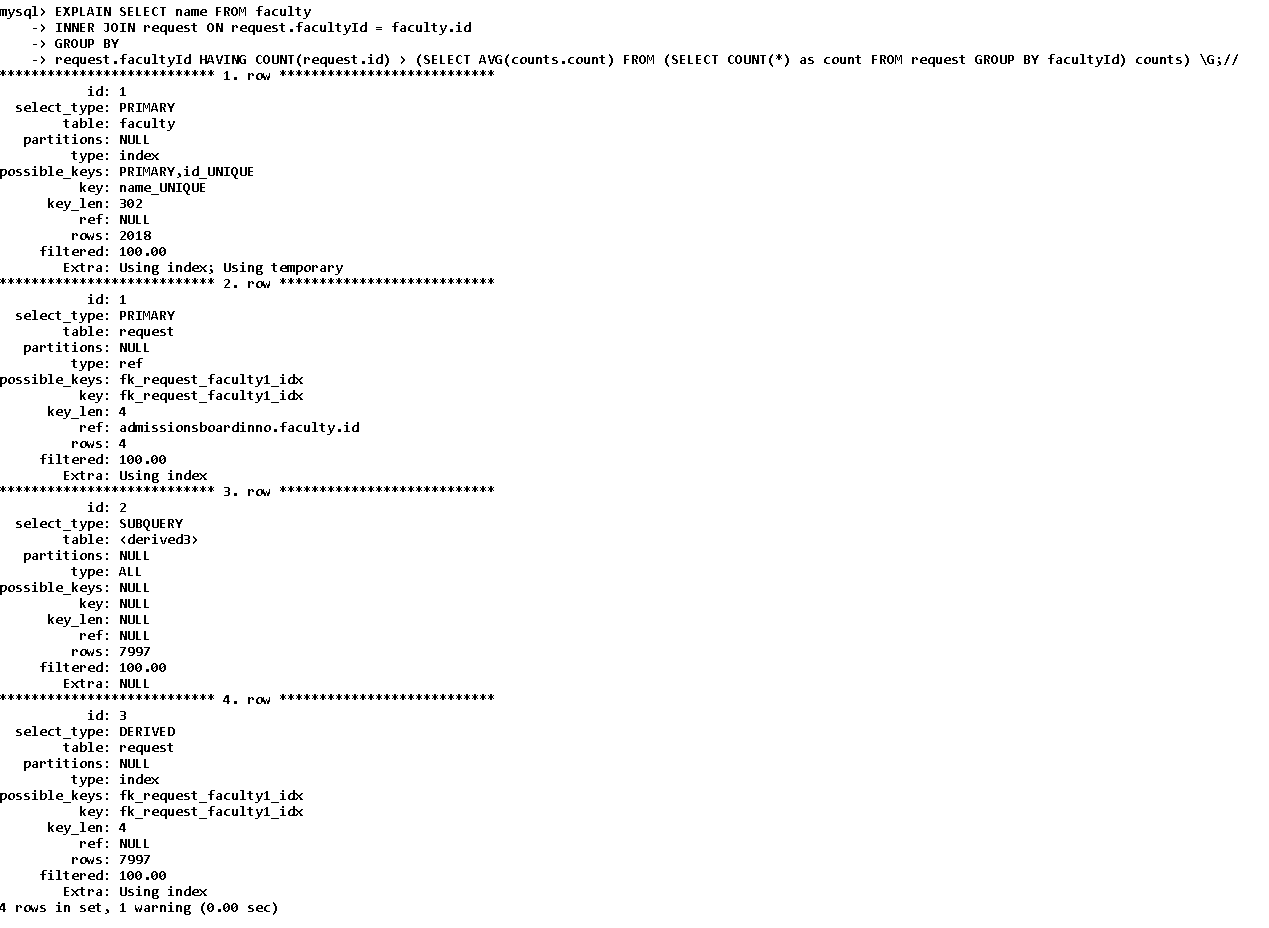 mysql> EXPLAIN SELECT name FROM faculty
    -> INNER JOIN request ON request.facultyId = faculty.id
    -> GROUP BY
    -> request.facultyId HAVING COUNT(request.id) > (SELECT AVG(counts.count) FROM (SELECT COUNT(*) as count FROM request GROUP BY facultyId) counts) \G;//
*************************** 1. row ***************************
           id: 1
  select_type: PRIMARY
        table: faculty
   partitions: NULL
         type: index
possible_keys: PRIMARY,id_UNIQUE
          key: name_UNIQUE
      key_len: 302
          ref: NULL
         rows: 2018
     filtered: 100.00
        Extra: Using index; Using temporary
*************************** 2. row ***************************
           id: 1
  select_type: PRIMARY
        table: request
   partitions: NULL
         type: ref
possible_keys: fk_request_faculty1_idx
          key: fk_request_faculty1_idx
      key_len: 4
          ref: admissionsboardinno.faculty.id
         rows: 4
     filtered: 100.00
        Extra: Using index
*************************** 3. row ***************************
           id: 2
  select_type: SUBQUERY
        table: <derived3>
   partitions: NULL
         type: ALL
possible_keys: NULL
          key: NULL
      key_len: NULL
          ref: NULL
         rows: 7997
     filtered: 100.00
        Extra: NULL
*************************** 4. row ***************************
           id: 3
  select_type: DERIVED
        table: request
   partitions: NULL
         type: index
possible_keys: fk_request_faculty1_idx
          key: fk_request_faculty1_idx
      key_len: 4
          ref: NULL
         rows: 7997
     filtered: 100.00
        Extra: Using index
4 rows in set, 1 warning (0.00 sec)